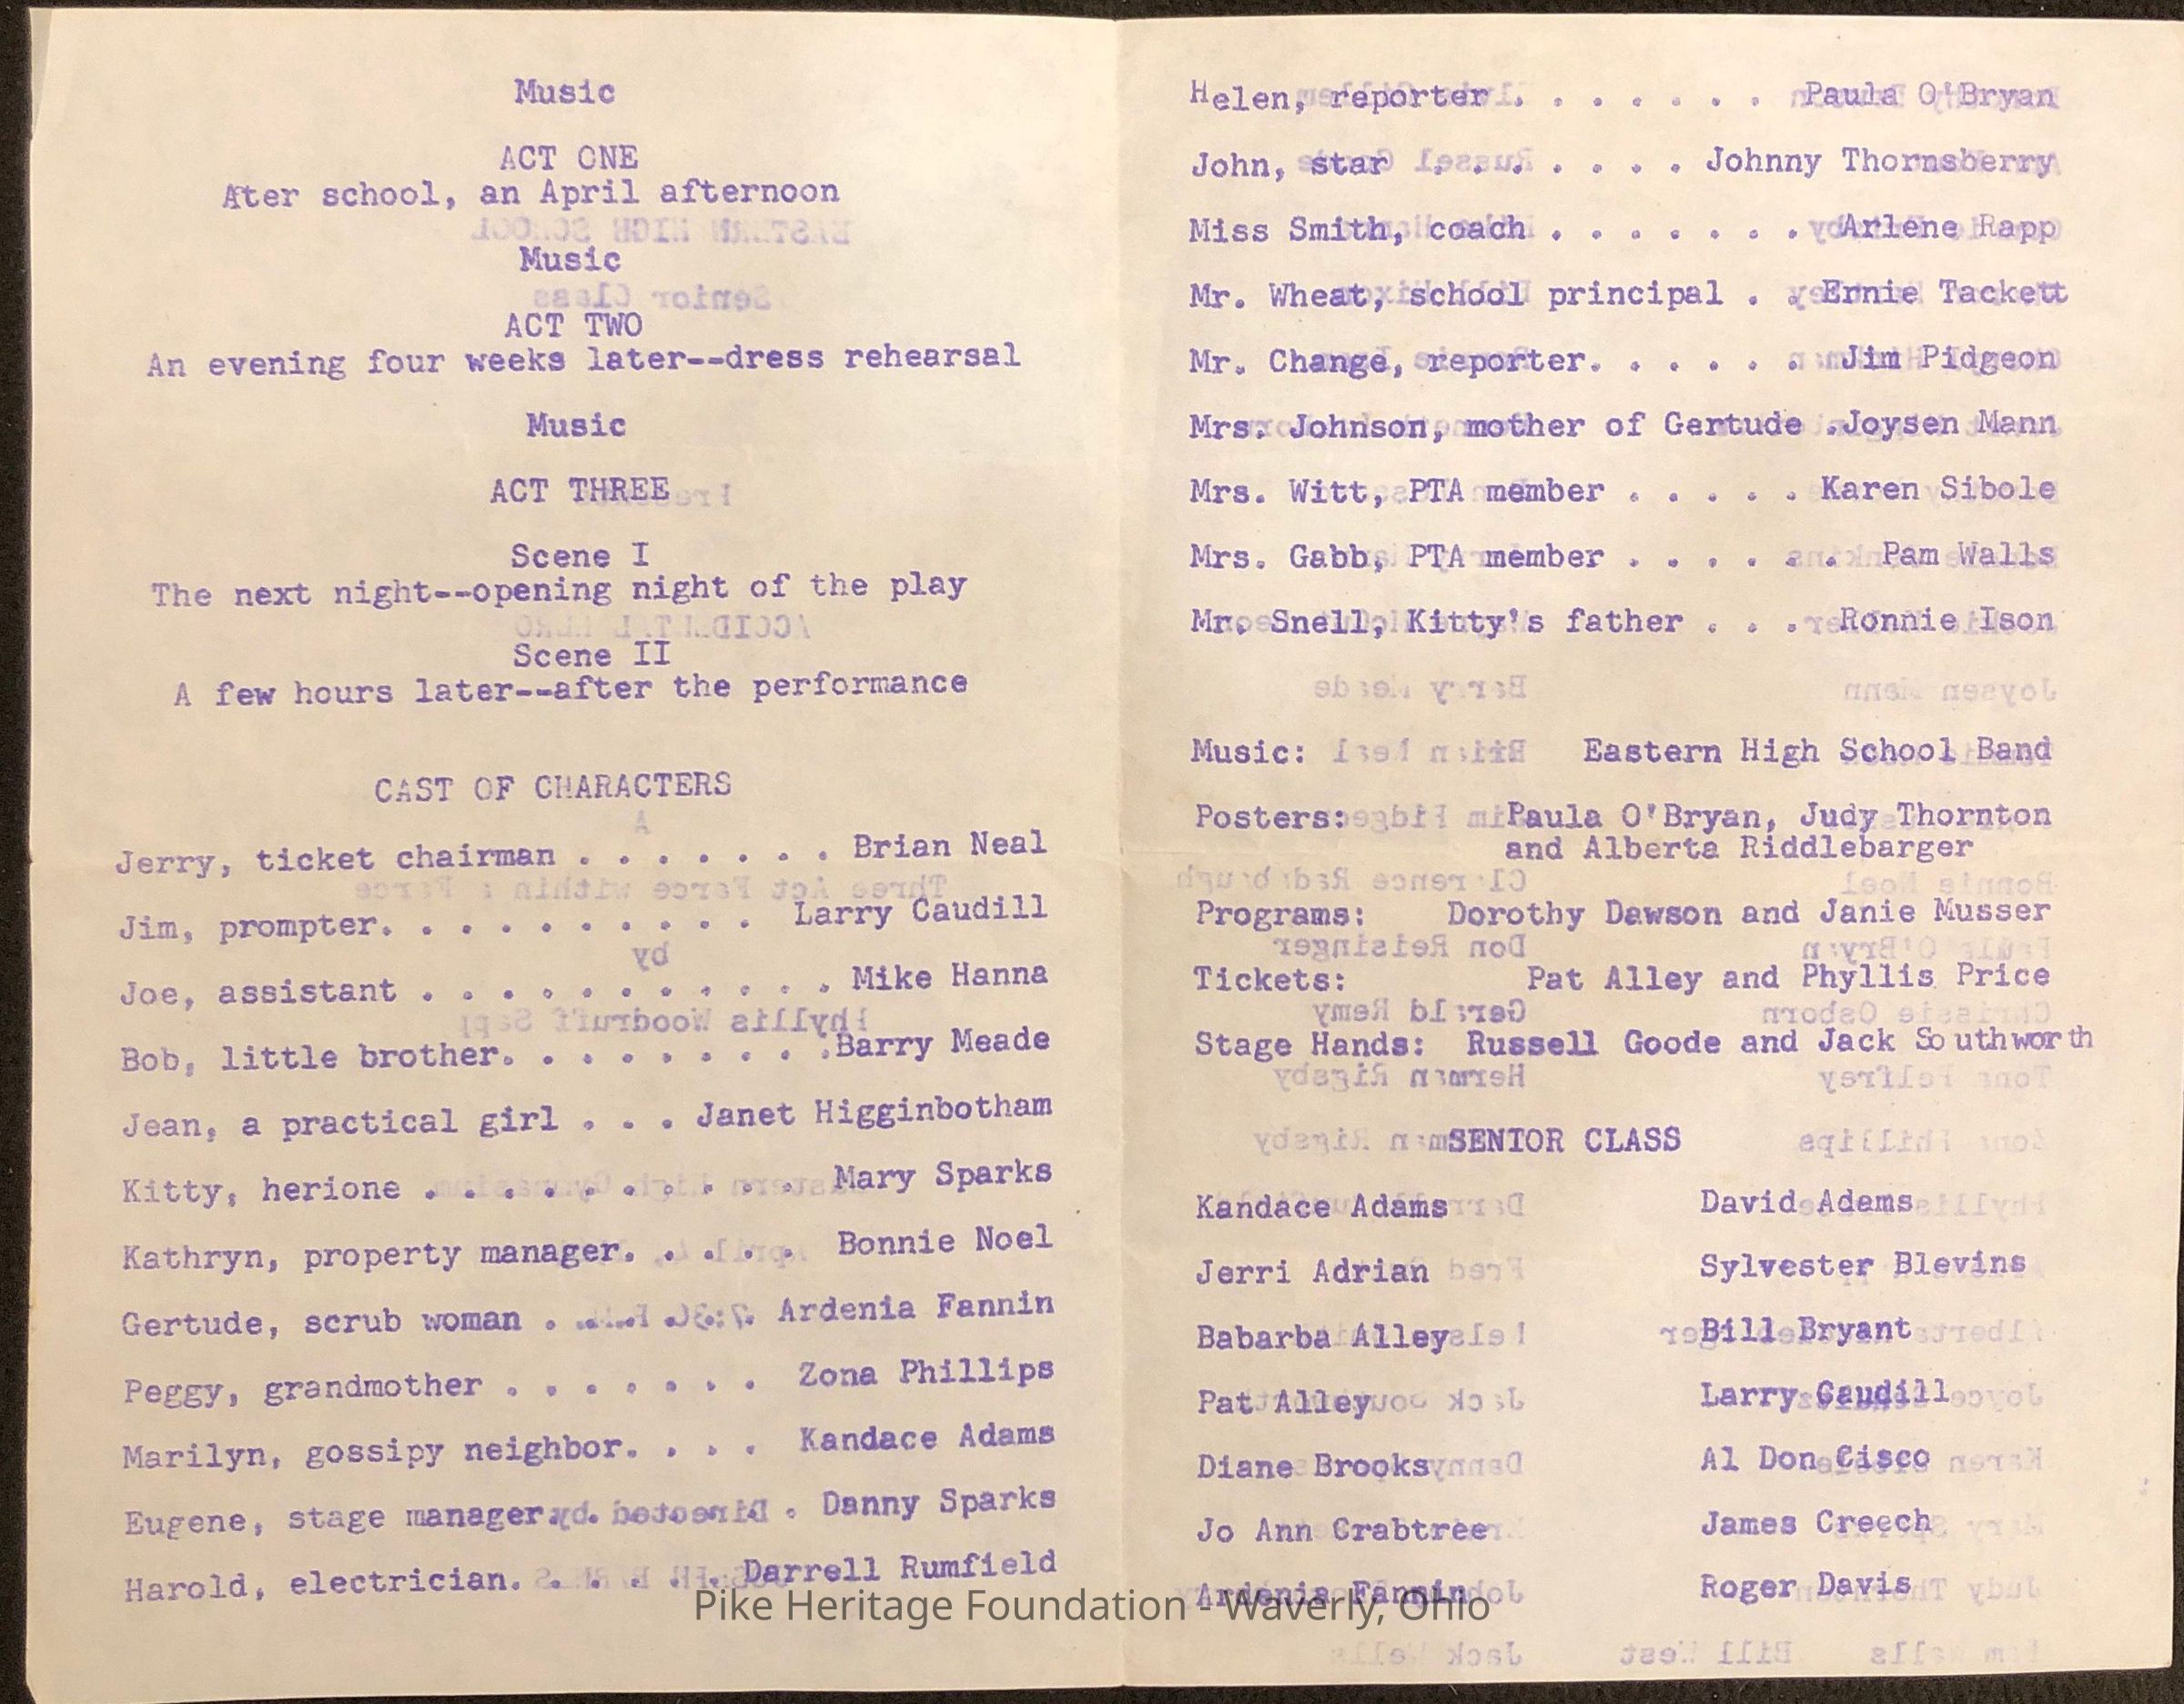 Music
ACT ONE
Ater school, an April afternoon
Music
ACT TWO
An evening four weeks later--dress rehearsal
Music
ACT THREE
Scene I
The next night--opening night of the play
Scene II
A few hours later--after the performance
CAST OF CHARACTERS
Jerry, ticket chairman . . . . . . . Brian Neal
Jim, prompter. . . . . . . . . . Larry Caudill
Joe, assistant . . . . . . . . . . . Mike Hanna
Bob, little brother. . . . . . . . .Barry Meade
Jean, a practical girl . . . Janet Higginbotham
Kitty, herione . . . . . . . . . . Mary Sparks
Kathryn, property manager. . . . . Bonnie Noel
Gertude, scrub woman . . . . . . Ardenia Fannin
Peggy, grandmother . . . . . . . Zona Phillips
Marilyn, gossipy neighbor. . . . Kandace Adams
Eugene, stage manager. . . . . . . Danny Sparks
Harold, electrician. . . . . . Darrell Rumfield
Helen, reporter . . . . . . . Paula O'Bryan
John, star . . . . . . . Johnny Thornsberry
Miss Smith, coach . . . . . . . Arlene Rapp
Mr. Wheat, school principal . . Ernie Tackett
Mr. Change, reporter. . . . . . Jim Pidgeon
Mrs. Johnson, mother of Gertude .Joysen Mann
Mrs. Witt, PTA member . . . . . Karen Sibole
Mrs. Gabb, PTA member . . . . . . Pam Walls
Mr. Snell, Kitty's father . . . Ronnie Ison
Music: Eastern High School Band
Posters: Paula O'Bryan, Judy Thornton
and Alberta Riddlebarger
Programs: Dorothy Dawson and Janie Musser
Tickets: Pat Alley and Phyllis Price
Stage Hands: Russell Goode and Jack Southworth
SENIOR CLASS
Kandace Adams David Adams
Jerri Adrian Sylvester Blevins
Babarba Alley Bill Bryant
Pat Alley Larry Caudill
Diane Brooks Al Don Cisco
Jo Ann Crabtree James Creech
Ardenia Fannin Roger Davis
Pike Heritage Foundation - Waverly, Ohio